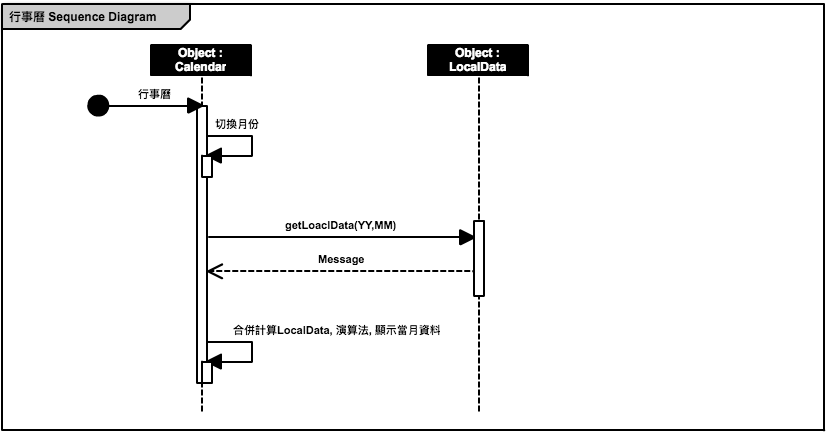 行事曆 Sequence Diagram
Object :
Calendar
Object :
LocalData
行事曆
切換月份
getLoaclData(YY,MM)
Message
合併計算LocalData, 演算法, 顯示當月資料